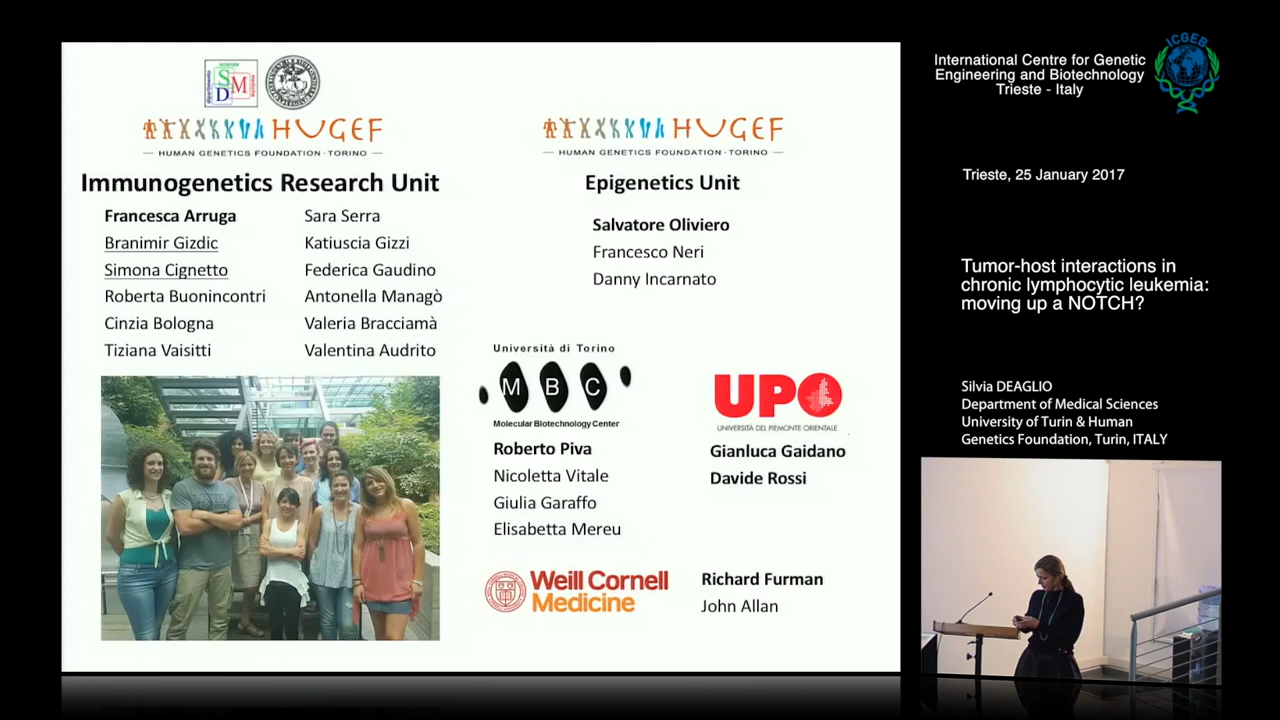 dipartimento
scienze
mediche
S
D M
HUGEF
— HUMAN GENETICS FOUNDATION - TORINO —
Immunogenetics Research Unit
Francesca Arruga
Branimir Gizdic
Simona Cignetto
Roberta Buonincontri
Cinzia Bologna
Tiziana Vaisitti
Sara Serra
Katiuscia Gizzi
Federica Gaudino
Antonella Managò
Valeria Bracciamà
Valentina Audrito
HUGEF
— HUMAN GENETICS FOUNDATION - TORINO —
Epigenetics Unit
Salvatore Oliviero
Francesco Neri
Danny Incarnato
Università di Torino
M B C
Molecular Biotechnology Center
Roberto Piva
Nicoletta Vitale
Giulia Garaffo
Elisabetta Mereu
UPO
UNIVERSITÀ DEL PIEMONTE ORIENTALE
Gianluca Gaidano
Davide Rossi
Weill Cornell
Medicine
Richard Furman
John Allan
International Centre for Genetic
Engineering and Biotechnology
Trieste - Italy
ICGEB
Trieste, 25 January 2017
Tumor-host interactions in
chronic lymphocytic leukemia:
moving up a NOTCH?
Silvia DEAGLIO
Department of Medical Sciences
University of Turin & Human
Genetics Foundation, Turin, ITALY